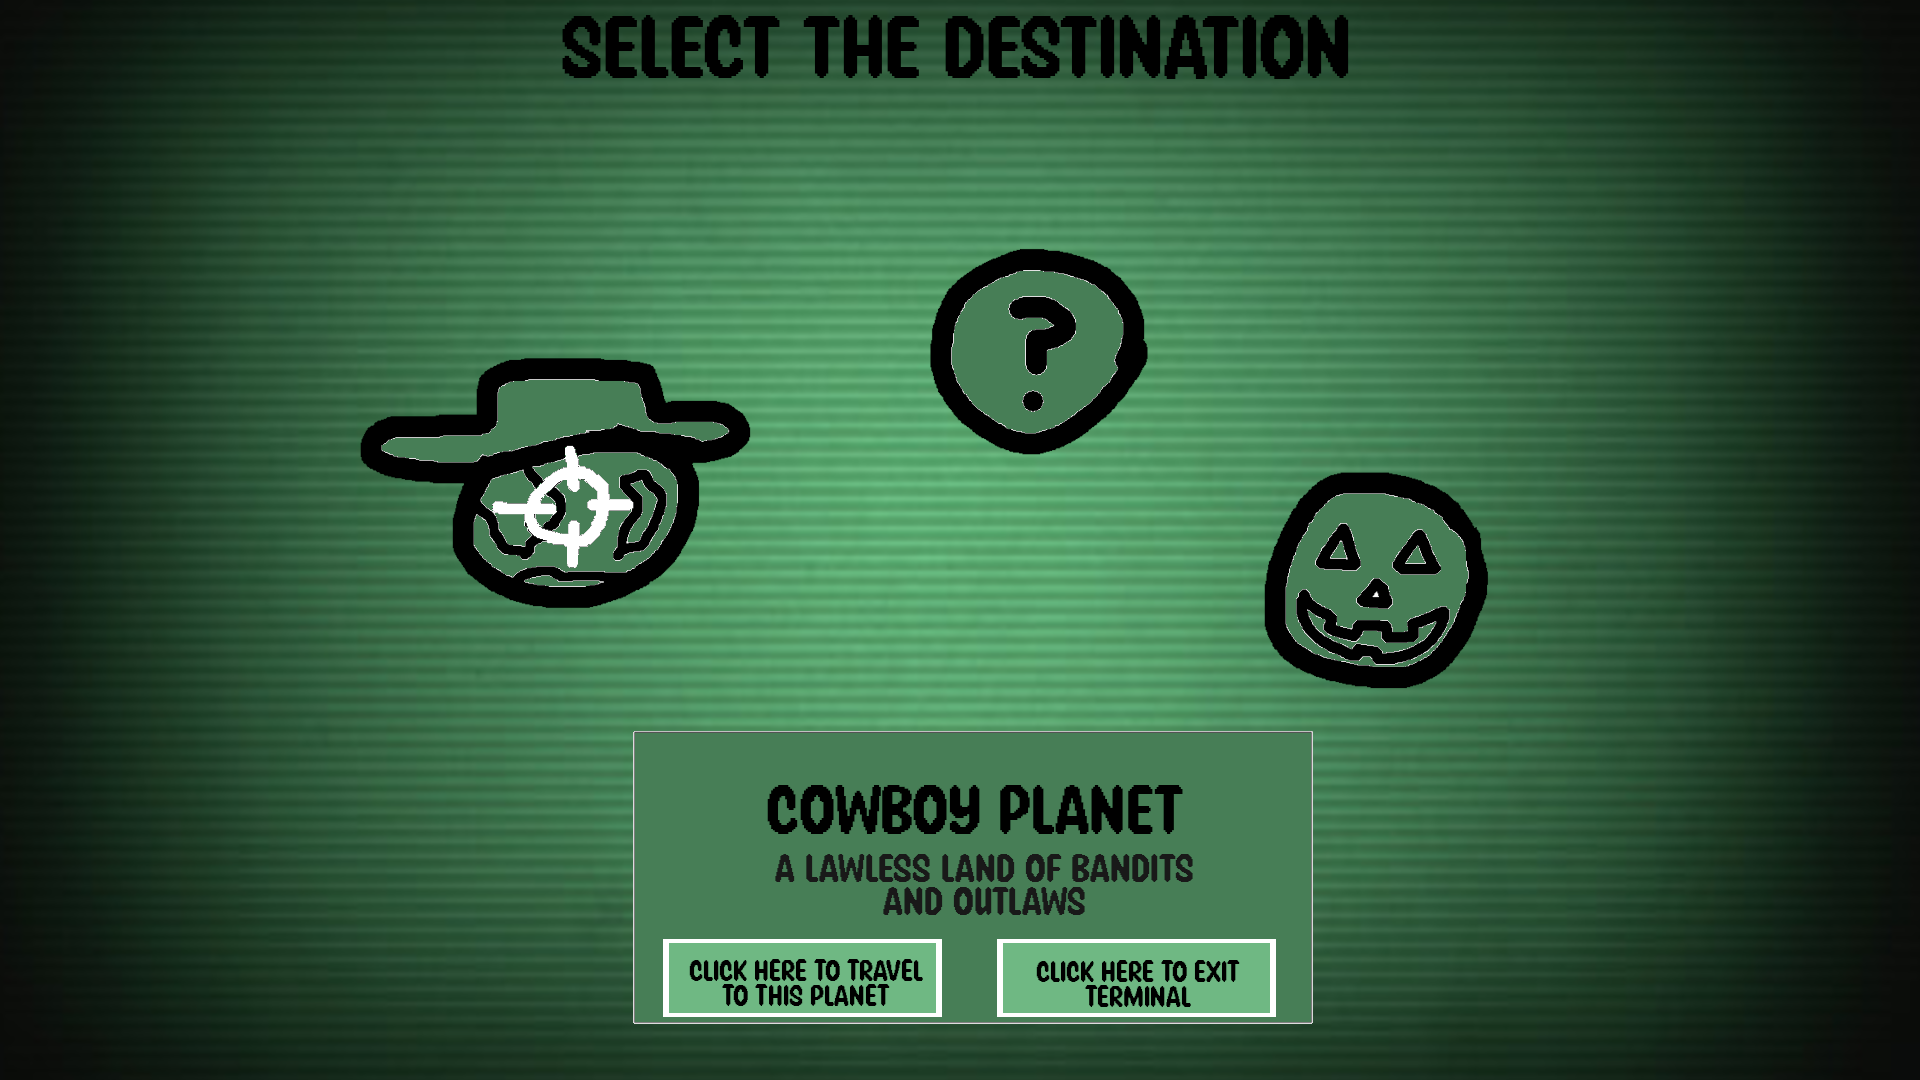 SELECT THE DESTINATION
?
COWBOY PLANET
A LAWLESS LAND OF BANDITS
AND OUTLAWS
CLICK HERE TO TRAVEL
TO THIS PLANET
CLICK HERE TO EXIT
TERMINAL